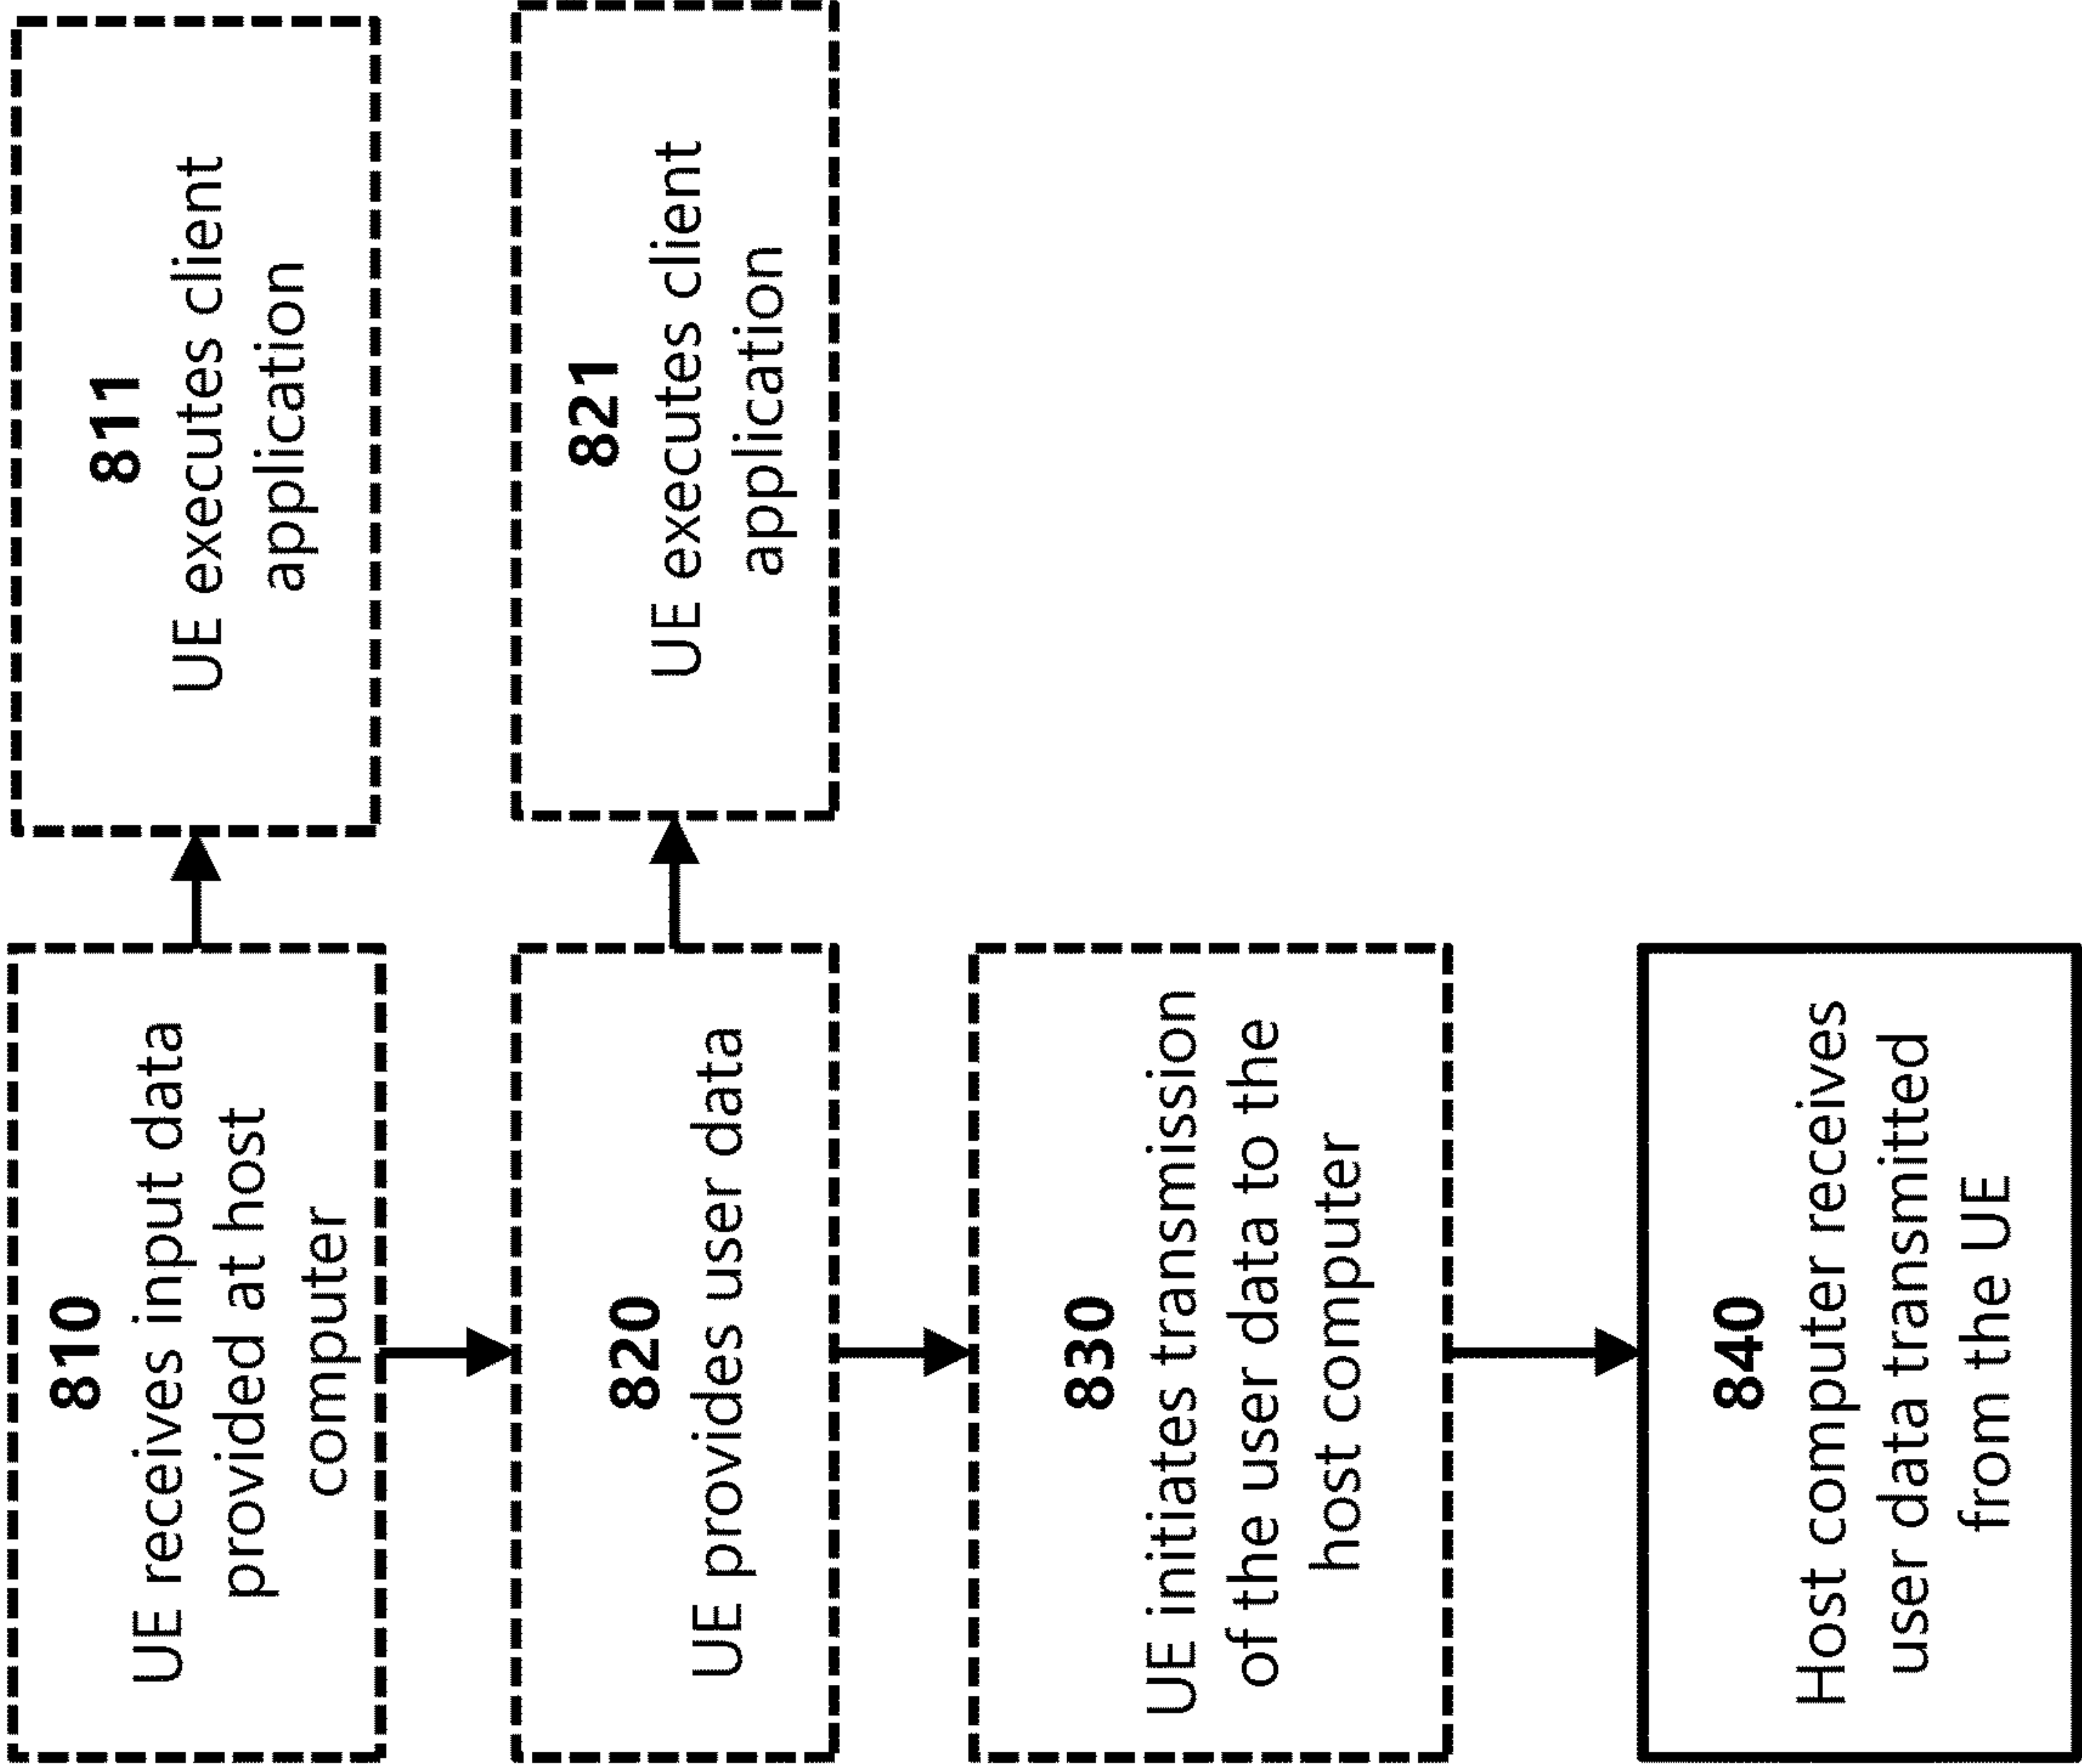 810
UE receives input data
provided at host
computer
811
UE executes client
application
820
UE provides user data
821
UE executes client
application
830
UE initiates transmission
of the user data to the
host computer
840
Host computer receives
user data transmitted
from the UE